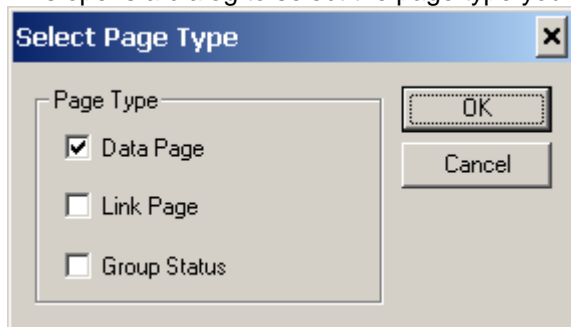 Select Page Type
Page Type
Data Page
Link Page
Group Status
OK
Cancel